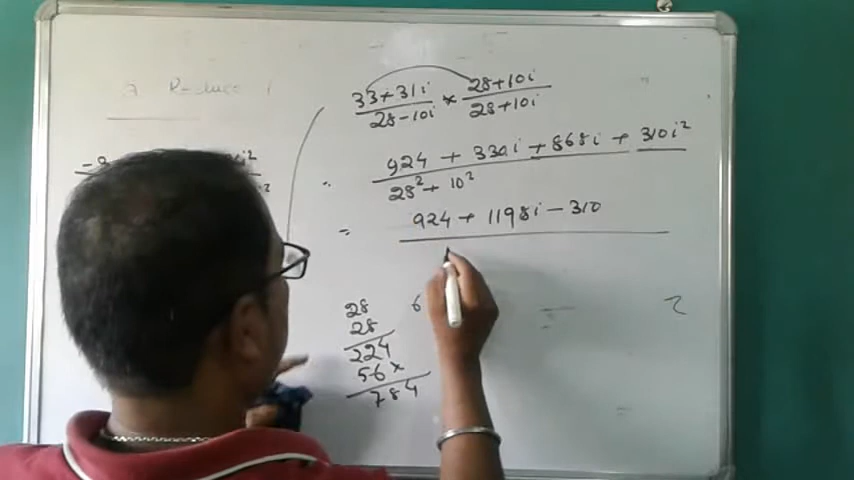 (33+31i)/(28-10i) × (28+10i)/(28+10i)
(924 + 330i + 868i + 310i²)/(28² + 10²)
= 924 + 1198i - 310
28
28
224
56×
784